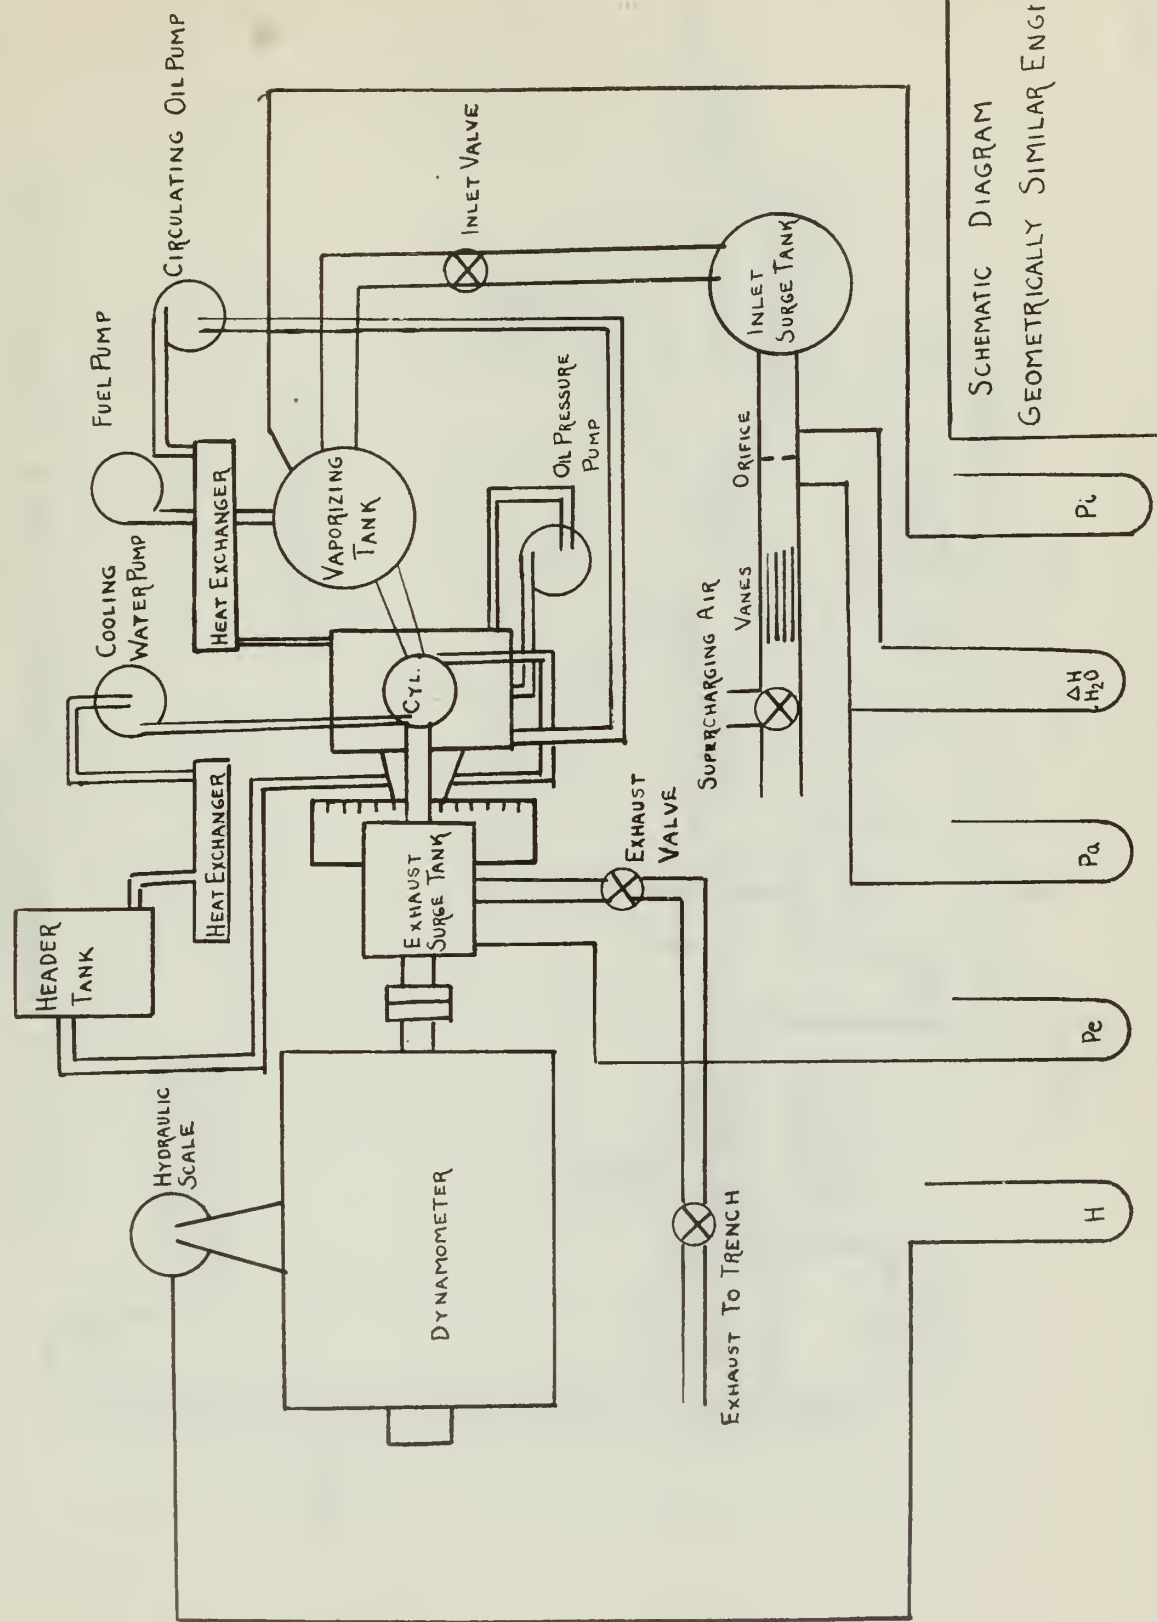 CIRCULATING OIL PUMP
FUEL PUMP
COOLING
WATER PUMP
HEADER
TANK
HYDRAULIC
SCALE
HEAT EXCHANGER
HEAT EXCHANGER
INLET VALVE
VAPORIZING
TANK
CYL.
OIL PRESSURE
PUMP
EXHAUST
SURGE TANK
DYNAMOMETER
INLET
SURGE TANK
ORIFICE
VANES
SUPRRCHARGING AIR
EXHAUST
VALVE
EXHAUST TO TRENCH
H
Pe
Pa
ΔH
H₂O
Pi
SCHEMATIC DIAGRAM
GEOMETRICALLY SIMILAR ENGI